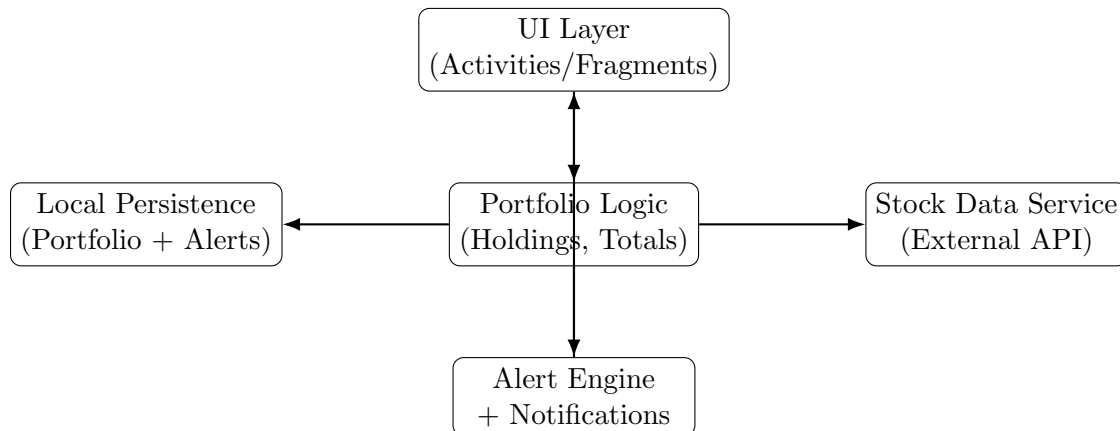 UI Layer
(Activities/Fragments)
Local Persistence
(Portfolio + Alerts)
Portfolio Logic
(Holdings, Totals)
Stock Data Service
(External API)
Alert Engine
+ Notifications